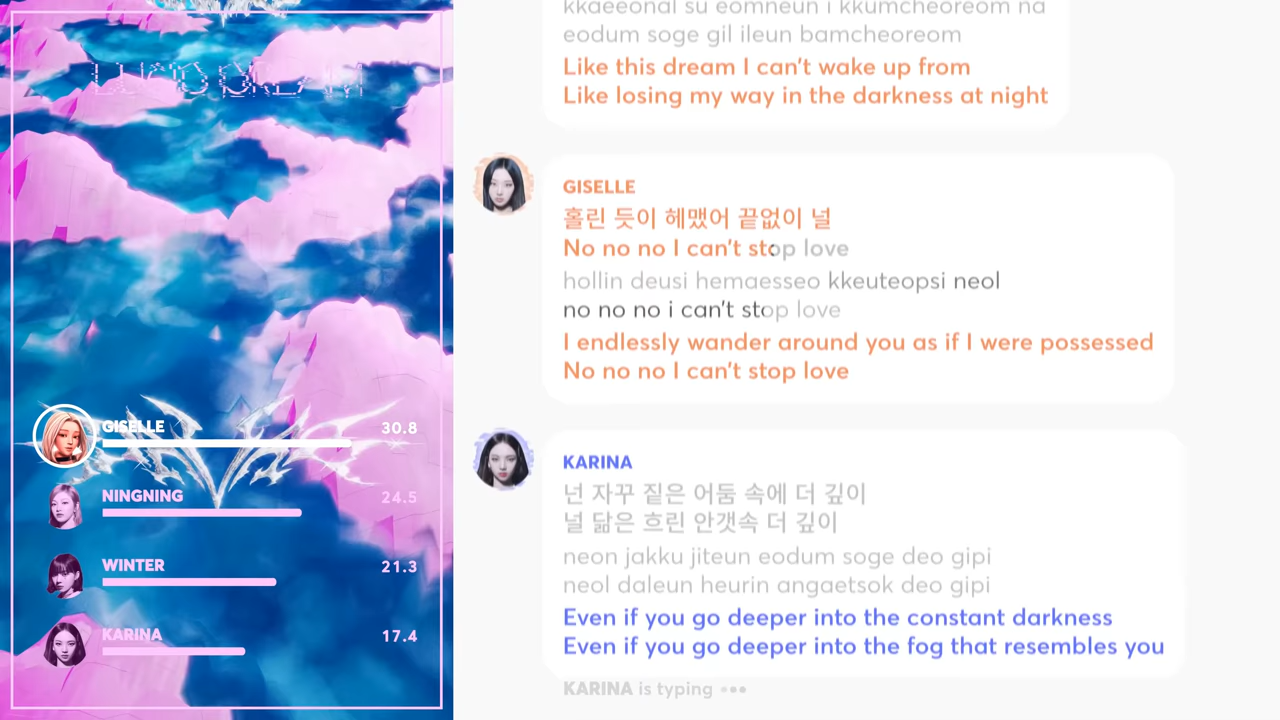 LUCID DREAM
GISELLE
30.8
NINGNING
24.5
WINTER
21.3
KARINA
17.4
kkaeeonal su eomneun i kkumcheoreom na
eodum soge gil ileun bamcheoreom
Like this dream I can't wake up from
Like losing my way in the darkness at night
GISELLE
홀린 듯이 헤맸어 끝없이 널
No no no I can't stop love
hollin deusi hemaesseo kkeuteopsi neol
no no no i can't stop love
I endlessly wander around you as if I were possessed
No no no I can't stop love
KARINA
넌 자꾸 짙은 어둠 속에 더 깊이
널 닮은 흐린 안갯속 더 깊이
neon jakku jiteun eodum soge deo gipi
neol daleun heurin angaetsok deo gipi
Even if you go deeper into the constant darkness
Even if you go deeper into the fog that resembles you
KARINA is typing •••